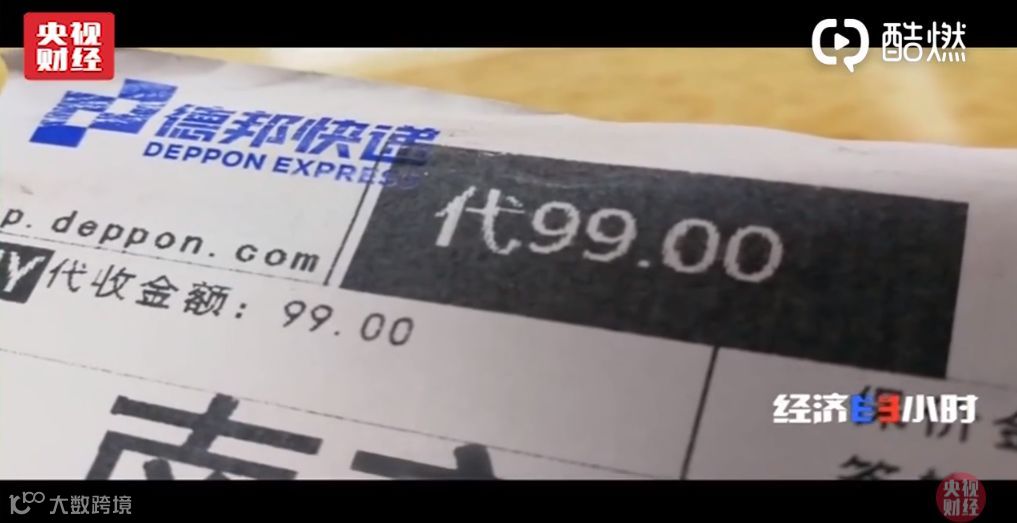 央视
财经
酷燃
德邦快递
DEPPON EXPRESS
代99.00
p.deppon.com
代收金额: 99.00
经济半小时
大数跨境
央视
财经